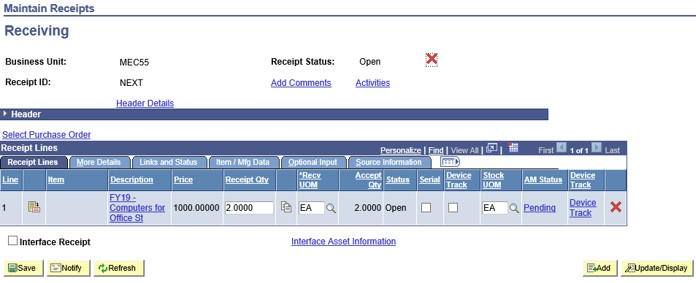 Maintain Receipts
Receiving
Business Unit: MEC55 Receipt Status: Open
Receipt ID: NEXT Add Comments Activities
Header Details
Header
Select Purchase Order
Receipt Lines Personalize | Find | View All | First 1 of 1 Last
Receipt Lines More Details Links and Status Item / Mfg Data Optional Input Source Information
Line Item Description Price Receipt Qty *Recv UOM Accept Qty Status Serial Device Track Stock UOM AM Status Device Track
1 FY19 - Computers for Office St 1000.00000 2.0000 EA 2.0000 Open EA Pending Device Track
Interface Receipt Interface Asset Information
Save Notify Refresh Add Update/Display